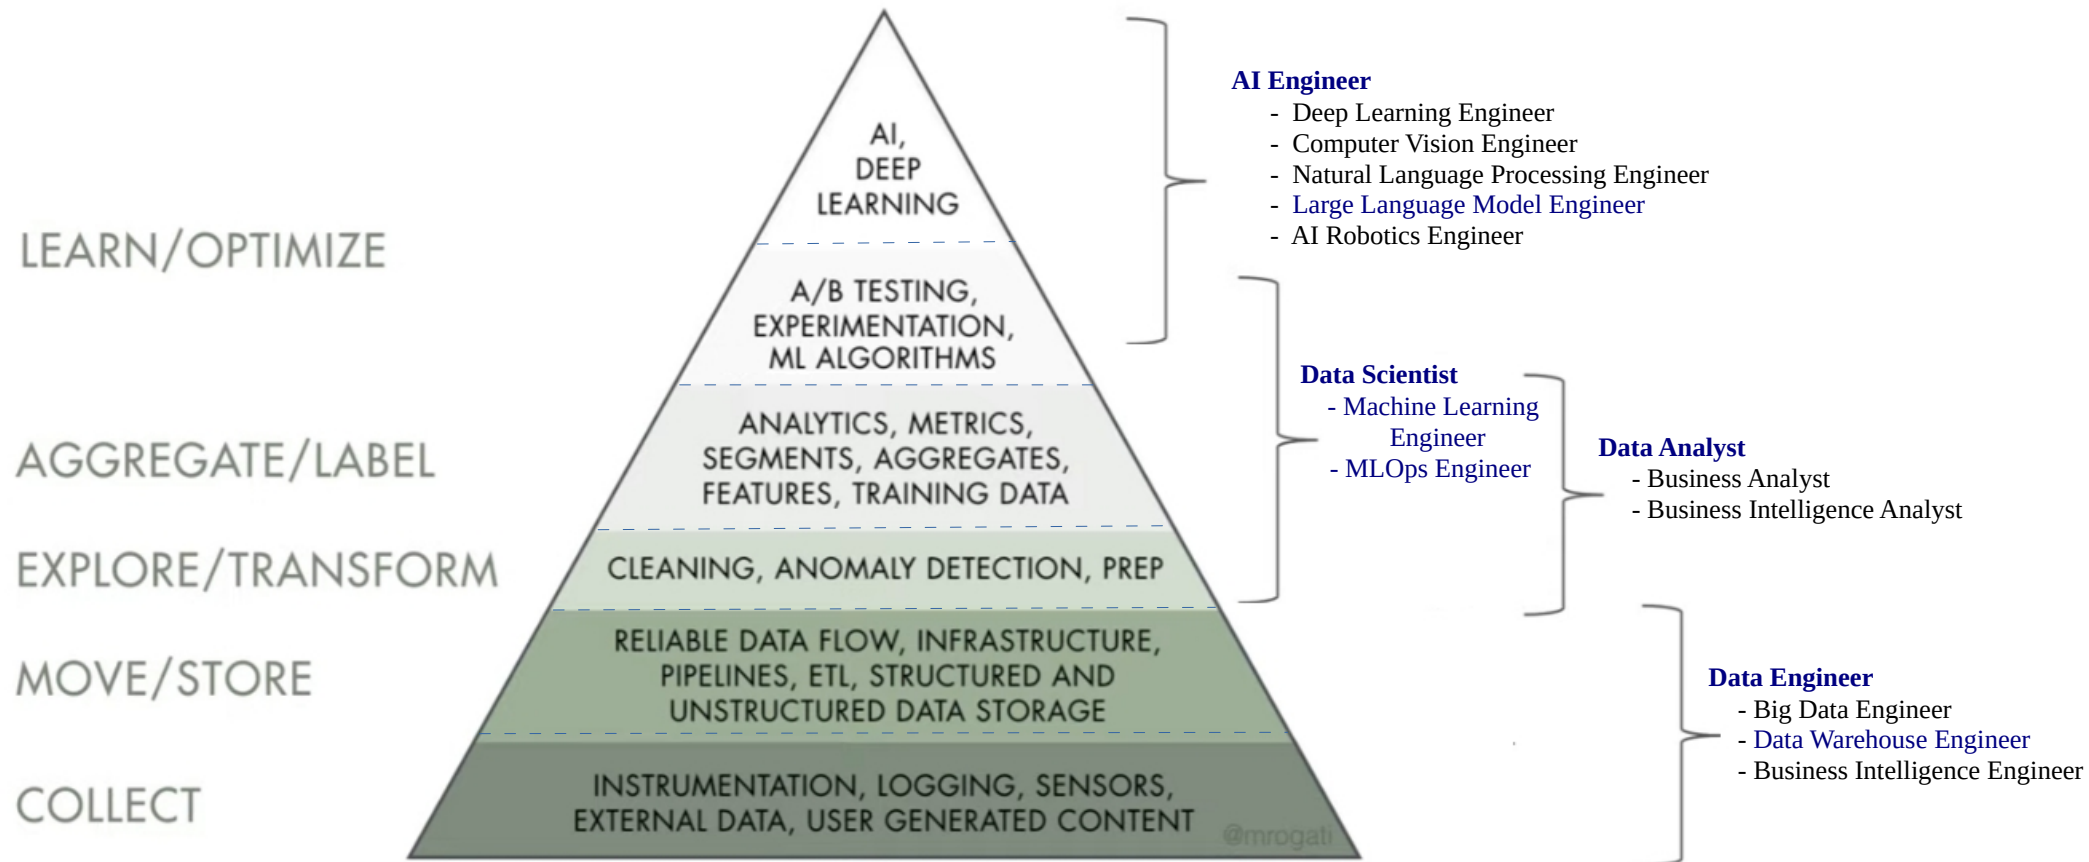 AI,
DEEP
LEARNING
LEARN/OPTIMIZE
A/B TESTING,
EXPERIMENTATION,
ML ALGORITHMS
AGGREGATE/LABEL
ANALYTICS, METRICS,
SEGMENTS, AGGREGATES,
FEATURES, TRAINING DATA
EXPLORE/TRANSFORM
CLEANING, ANOMALY DETECTION, PREP
MOVE/STORE
RELIABLE DATA FLOW, INFRASTRUCTURE,
PIPELINES, ETL, STRUCTURED AND
UNSTRUCTURED DATA STORAGE
COLLECT
INSTRUMENTATION, LOGGING, SENSORS,
EXTERNAL DATA, USER GENERATED CONTENT
@mrogati
AI Engineer
- Deep Learning Engineer
- Computer Vision Engineer
- Natural Language Processing Engineer
- Large Language Model Engineer
- AI Robotics Engineer
Data Scientist
- Machine Learning
Engineer
- MLOps Engineer
Data Analyst
- Business Analyst
- Business Intelligence Analyst
Data Engineer
- Big Data Engineer
- Data Warehouse Engineer
- Business Intelligence Engineer